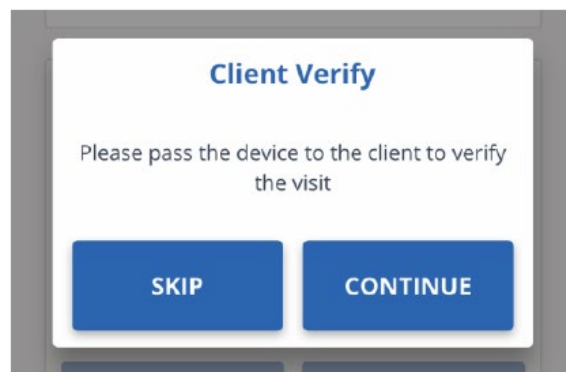 Client Verify
Please pass the device to the client to verify
the visit
SKIP
CONTINUE